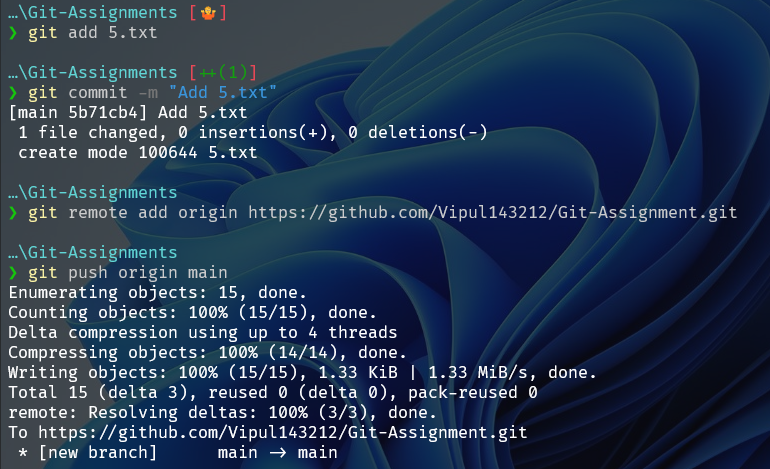 …\Git-Assignments [🤷]
❯ git add 5.txt
…\Git-Assignments [++(1)]
❯ git commit -m "Add 5.txt"
[main 5b71cb4] Add 5.txt
 1 file changed, 0 insertions(+), 0 deletions(-)
 create mode 100644 5.txt
…\Git-Assignments
❯ git remote add origin https://github.com/Vipul143212/Git-Assignment.git
…\Git-Assignments
❯ git push origin main
Enumerating objects: 15, done.
Counting objects: 100% (15/15), done.
Delta compression using up to 4 threads
Compressing objects: 100% (14/14), done.
Writing objects: 100% (15/15), 1.33 KiB | 1.33 MiB/s, done.
Total 15 (delta 3), reused 0 (delta 0), pack-reused 0
remote: Resolving deltas: 100% (3/3), done.
To https://github.com/Vipul143212/Git-Assignment.git
 * [new branch]      main -> main